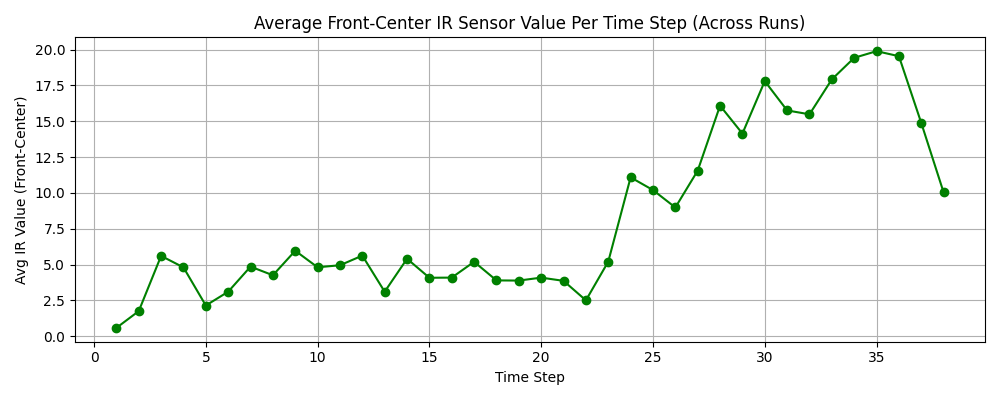 Average Front-Center IR Sensor Value Per Time Step (Across Runs)
Avg IR Value (Front-Center)
20.0
17.5
15.0
12.5
10.0
7.5
5.0
2.5
0.0
0 5 10 15 20 25 30 35
Time Step